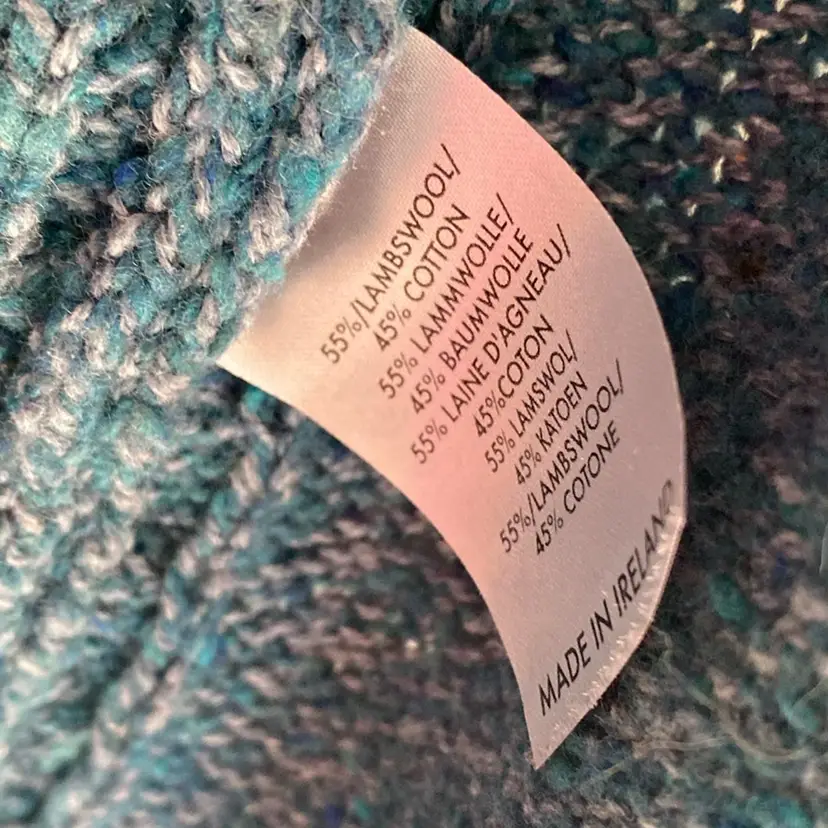 55%/LAMBSWOOL/
45% COTTON
55% LAMMWOLLE/
45% BAUMWOLLE
55% LAINE D'AGNEAU/
45%COTON
55% LAMSWOL/
45% KATOEN
55%/LAMBSWOOL/
45% COTONE
MADE IN IRELAND